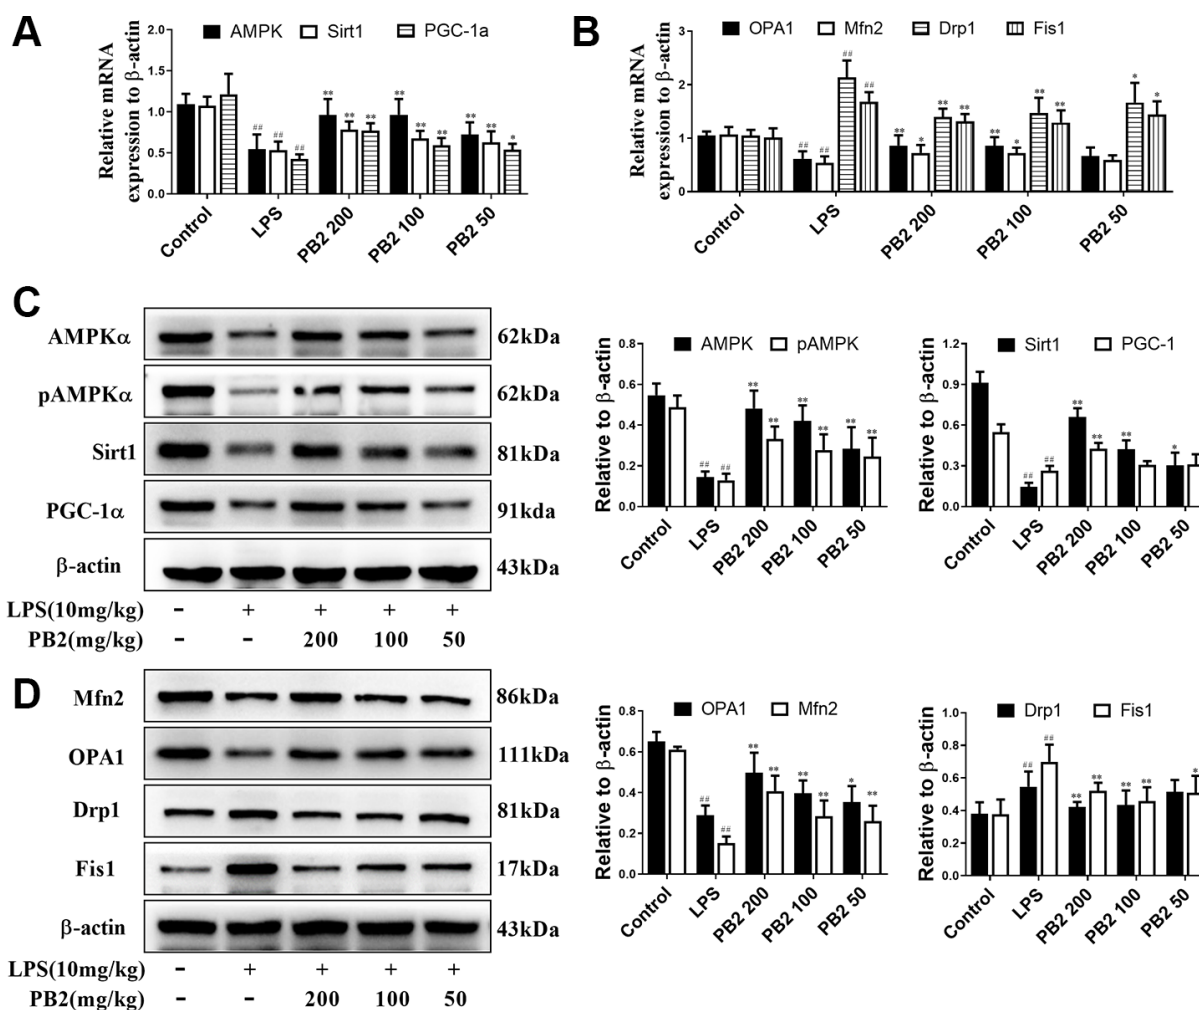 A
AMPK Sirt1 PGC-1a
Relative mRNA
expression to β-actin
2.0
1.5
1.0
0.5
0.0
## ## ## ** ** ** ** ** ** ** ** *
Control LPS PB2 200 PB2 100 PB2 50
B
OPA1 Mfn2 Drp1 Fis1
Relative mRNA
expression to β-actin
3
2
1
0
## ## ## ## ** * ** ** ** * ** ** * *
Control LPS PB2 200 PB2 100 PB2 50
C
AMPKα 62kDa
pAMPKα 62kDa
Sirt1 81kDa
PGC-1α 91kda
β-actin 43kDa
LPS(10mg/kg) - + + + +
PB2(mg/kg) - - 200 100 50
AMPK pAMPK
Relative to β-actin
0.8
0.6
0.4
0.2
0.0
## ## ** ** ** ** ** **
Control LPS PB2 200 PB2 100 PB2 50
Sirt1 PGC-1
Relative to β-actin
1.2
0.9
0.6
0.3
0.0
## ## ** ** ** *
Control LPS PB2 200 PB2 100 PB2 50
D
Mfn2 86kDa
OPA1 111kDa
Drp1 81kDa
Fis1 17kDa
β-actin 43kDa
LPS(10mg/kg) - + + + +
PB2(mg/kg) - - 200 100 50
OPA1 Mfn2
Relative to β-actin
0.8
0.6
0.4
0.2
0.0
## ## ** ** ** ** * **
Control LPS PB2 200 PB2 100 PB2 50
Drp1 Fis1
Relative to β-actin
1.0
0.8
0.6
0.4
0.2
0.0
## ## ** ** ** ** *
Control LPS PB2 200 PB2 100 PB2 50